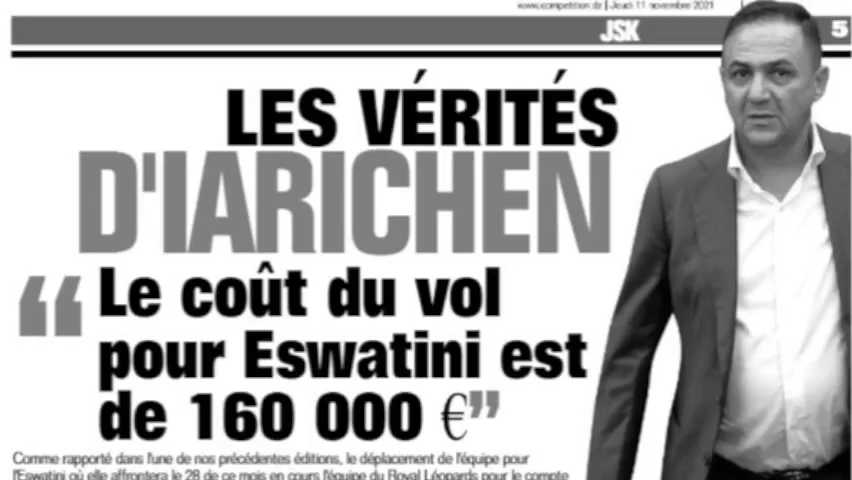 www.competition.dz | Jeudi 11 novembre 2021
JSK 5
LES VÉRITÉS
D'IARICHEN
“Le coût du vol
pour Eswatini est
de 160 000 €”
Comme rapporté dans l'une de nos précédentes éditions, le déplacement de l'équipe pour
l'Eswatini où elle affrontera le 28 de ce mois en cours l'équipe du Royal Léopards pour le compte